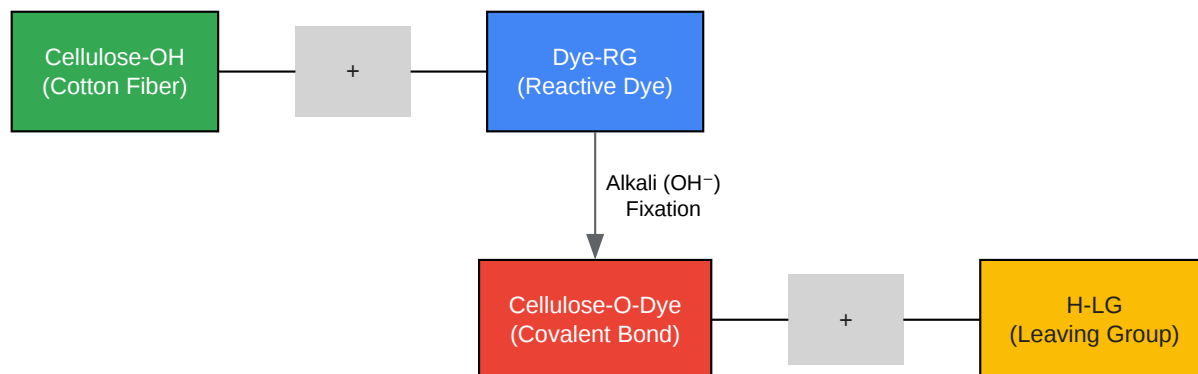 Cellulose-OH
(Cotton Fiber)
+
Dye-RG
(Reactive Dye)
Alkali (OH⁻)
Fixation
Cellulose-O-Dye
(Covalent Bond)
+
H-LG
(Leaving Group)